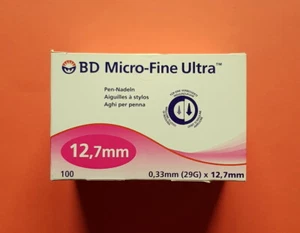 BD Micro-Fine Ultra™
Pen-Nadeln
Aiguilles à stylos
Aghi per penna
12,7mm
100
0,33mm (29G) x 12,7mm